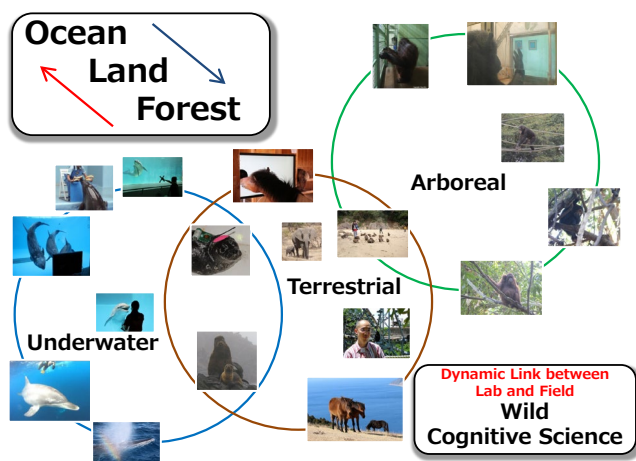 Ocean
Land
Forest
Arboreal
Terrestrial
Underwater
Dynamic Link between
Lab and Field
Wild
Cognitive Science